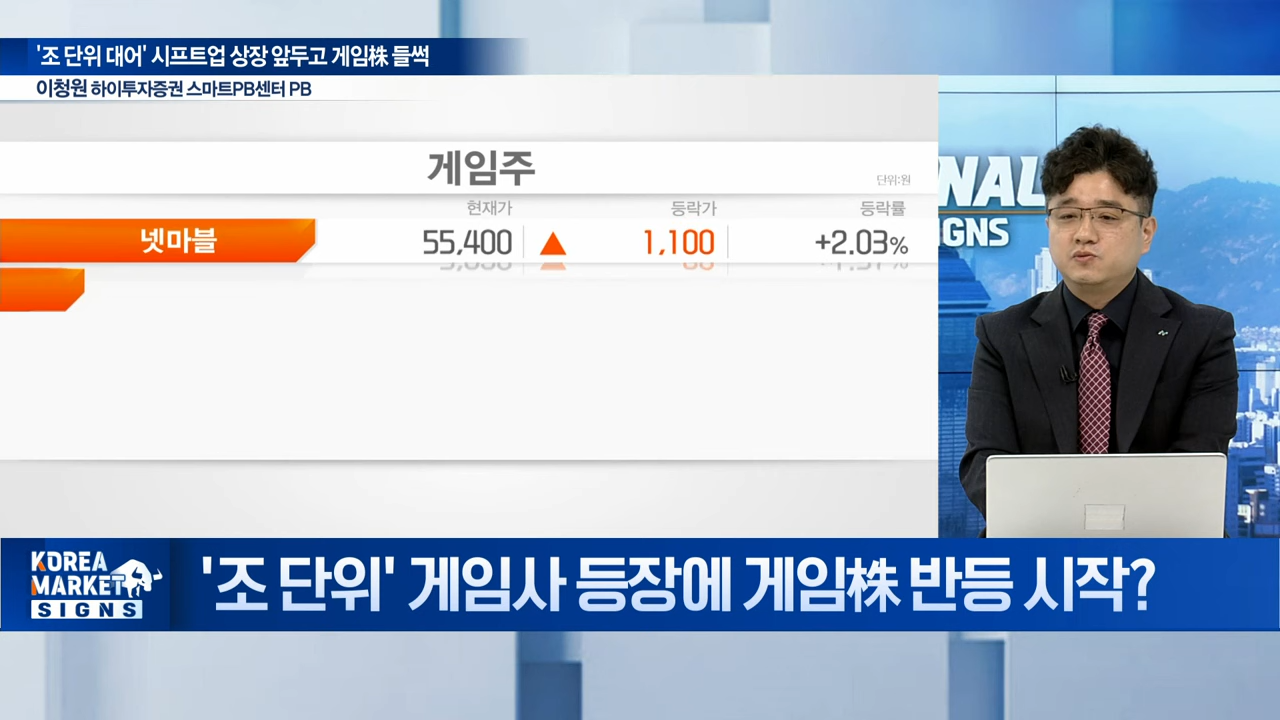 '조 단위 대어' 시프트업 상장 앞두고 게임株 들썩
이청원 하이투자증권 스마트PB센터 PB
게임주
단위:원
현재가 등락가 등락률
넷마블 55,400 ▲ 1,100 +2.03%
NAL
IGNS
KOREA
MARKET
SIGNS
'조 단위' 게임사 등장에 게임株 반등 시작?